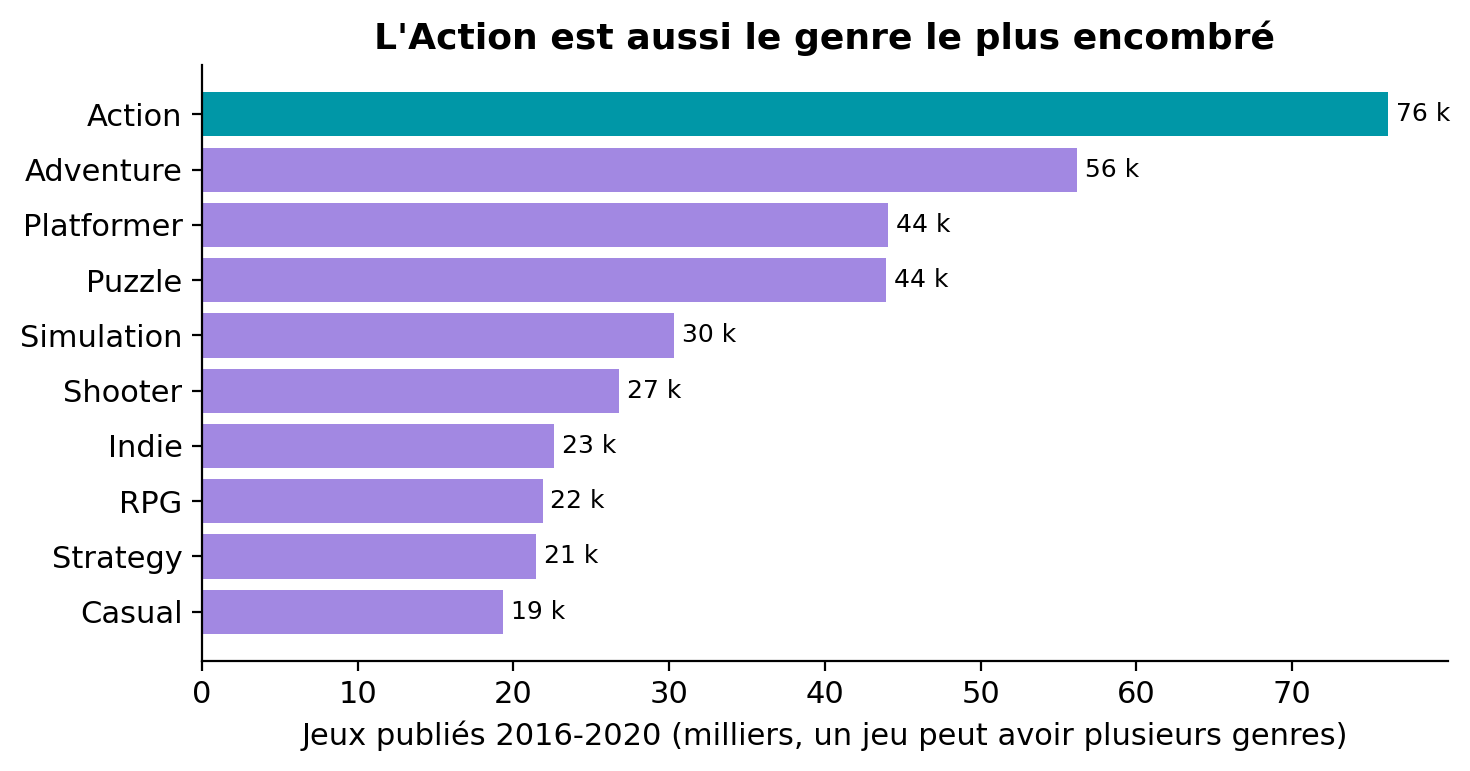 L'Action est aussi le genre le plus encombré
Action 76 k
Adventure 56 k
Platformer 44 k
Puzzle 44 k
Simulation 30 k
Shooter 27 k
Indie 23 k
RPG 22 k
Strategy 21 k
Casual 19 k
0 10 20 30 40 50 60 70
Jeux publiés 2016-2020 (milliers, un jeu peut avoir plusieurs genres)